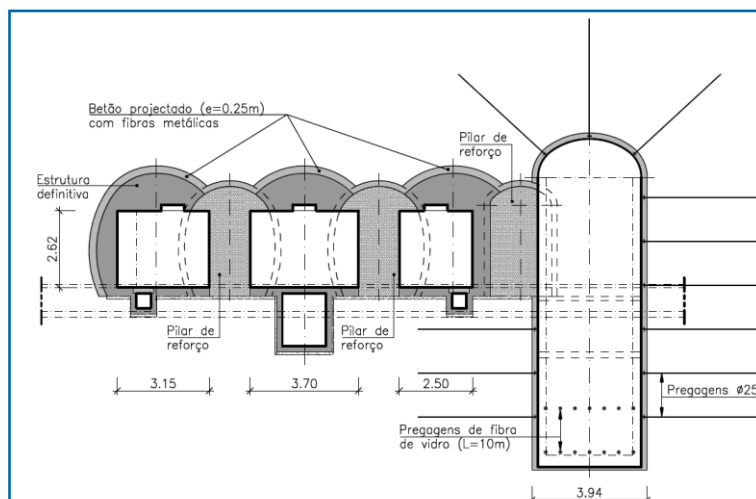 Betão projectado (e=0.25m)
com fibras metálicas
Pilar de
reforço
Estrutura
definitiva
2.62
Pilar de
reforço
Pilar de
reforço
3.15
3.70
2.50
Pregagens Ø25
Pregagens de fibra
de vidro (L=10m)
3.94